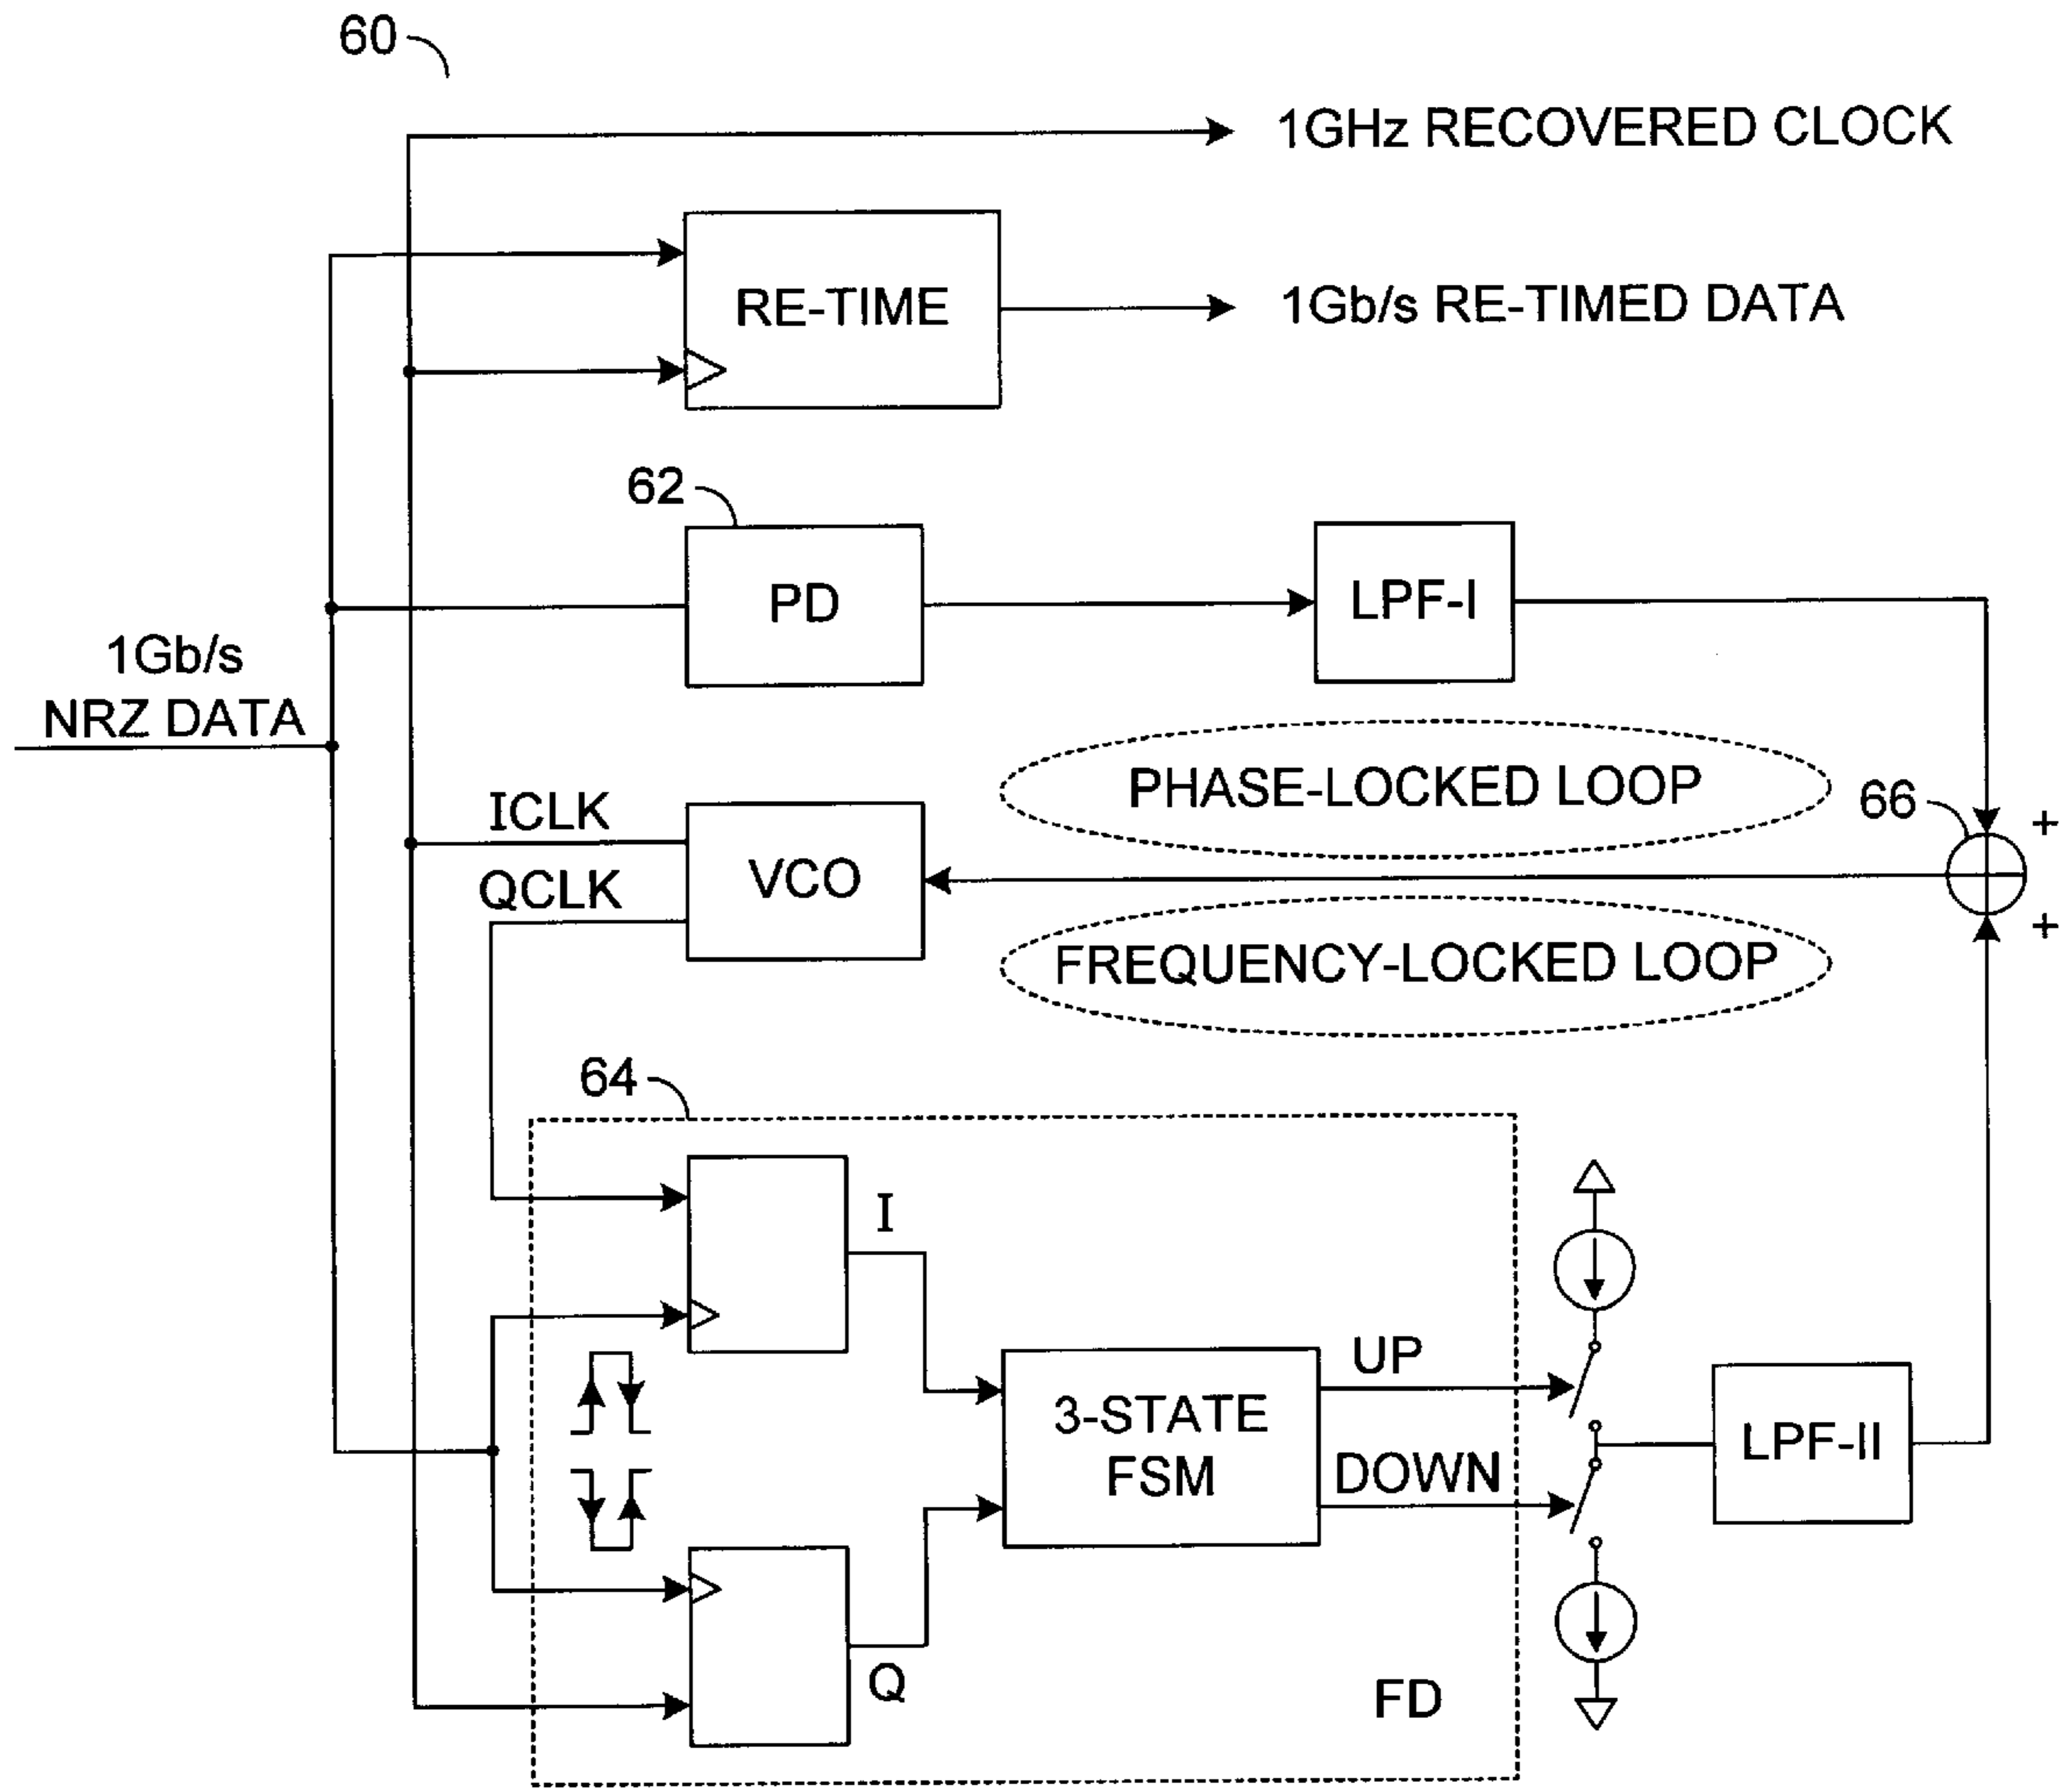 60
1GHz RECOVERED CLOCK
RE-TIME
1Gb/s RE-TIMED DATA
62
PD
LPF-I
1Gb/s
NRZ DATA
PHASE-LOCKED LOOP
66
+
ICLK
VCO
QCLK
+
FREQUENCY-LOCKED LOOP
64
I
UP
3-STATE
FSM
LPF-II
DOWN
Q
FD